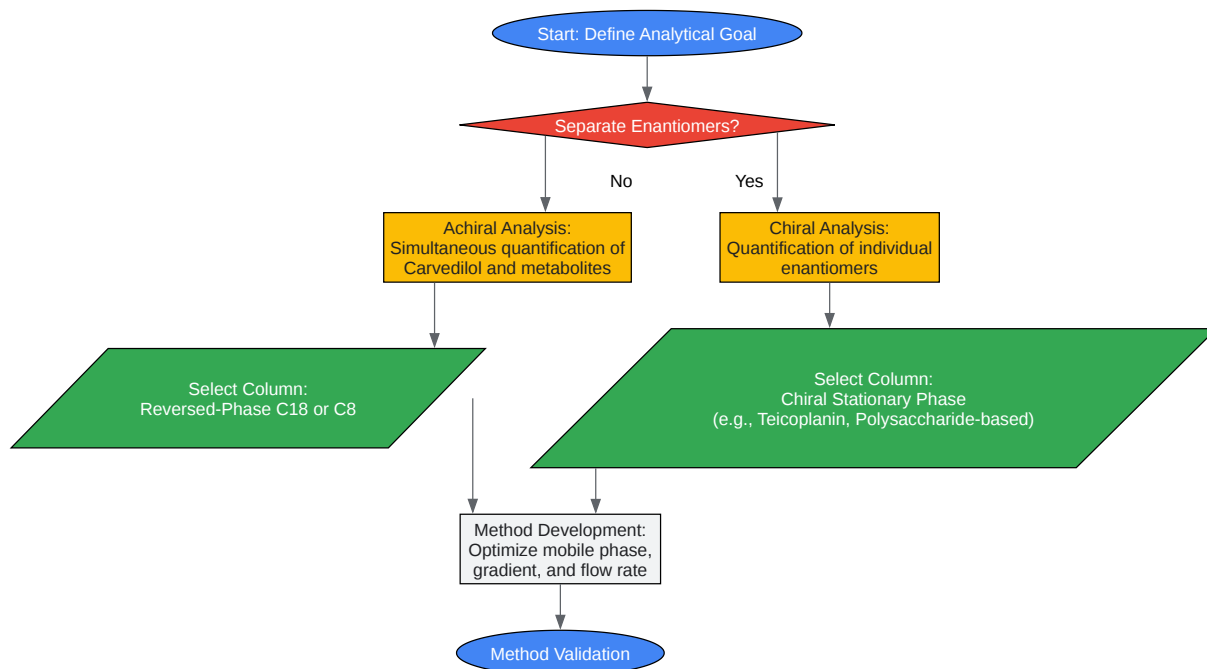 Start: Define Analytical Goal
Separate Enantiomers?
No
Yes
Achiral Analysis:
Simultaneous quantification of
Carvedilol and metabolites
Chiral Analysis:
Quantification of individual
enantiomers
Select Column:
Reversed-Phase C18 or C8
Select Column:
Chiral Stationary Phase
(e.g., Teicoplanin, Polysaccharide-based)
Method Development:
Optimize mobile phase,
gradient, and flow rate
Method Validation